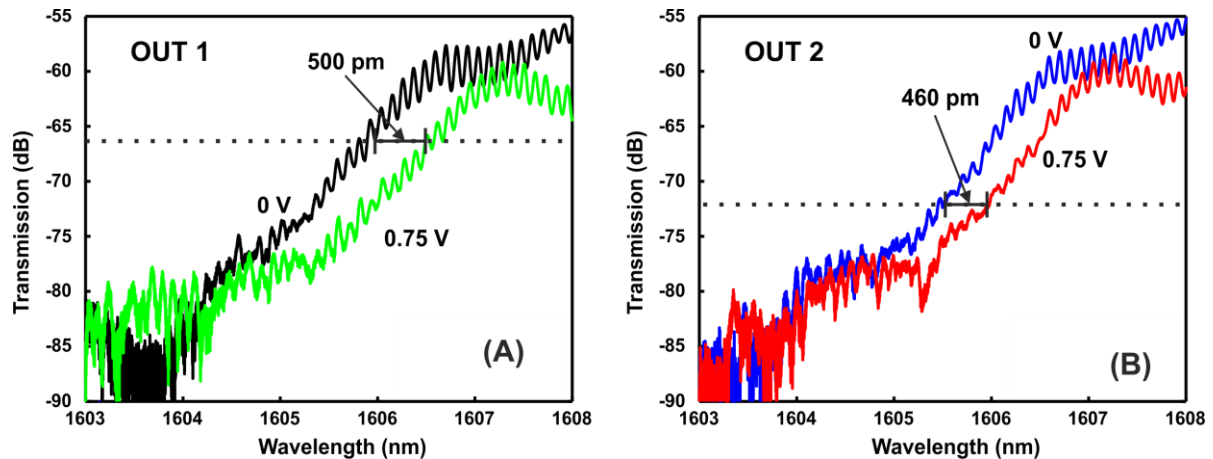 OUT 1
500 pm
0 V
0.75 V
(A)
Transmission (dB)
-55
-60
-65
-70
-75
-80
-85
-90
1603 1604 1605 1606 1607 1608
Wavelength (nm)
OUT 2
0 V
460 pm
0.75 V
(B)
Transmission (dB)
-55
-60
-65
-70
-75
-80
-85
-90
1603 1604 1605 1606 1607 1608
Wavelength (nm)